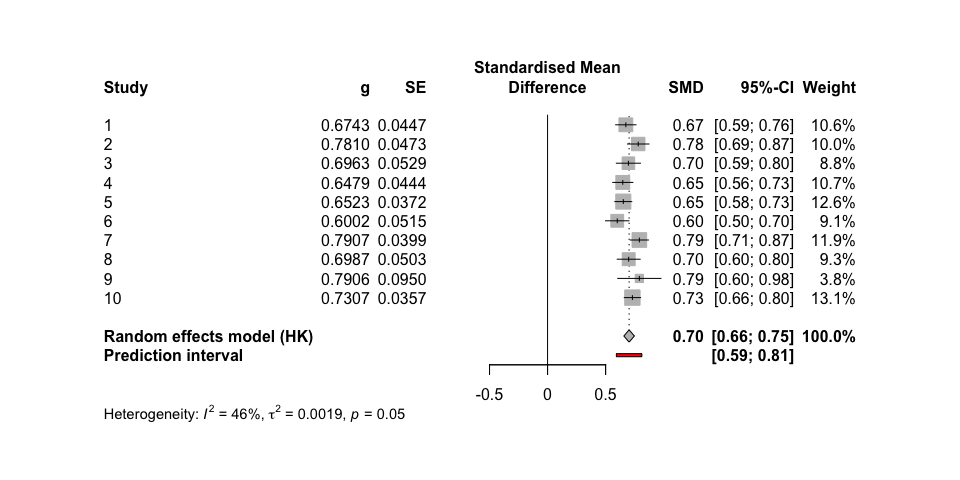 Standardised Mean
Study g SE Difference SMD 95%-CI Weight
1 0.6743 0.0447 0.67 [0.59; 0.76] 10.6%
2 0.7810 0.0473 0.78 [0.69; 0.87] 10.0%
3 0.6963 0.0529 0.70 [0.59; 0.80] 8.8%
4 0.6479 0.0444 0.65 [0.56; 0.73] 10.7%
5 0.6523 0.0372 0.65 [0.58; 0.73] 12.6%
6 0.6002 0.0515 0.60 [0.50; 0.70] 9.1%
7 0.7907 0.0399 0.79 [0.71; 0.87] 11.9%
8 0.6987 0.0503 0.70 [0.60; 0.80] 9.3%
9 0.7906 0.0950 0.79 [0.60; 0.98] 3.8%
10 0.7307 0.0357 0.73 [0.66; 0.80] 13.1%
Random effects model (HK) 0.70 [0.66; 0.75] 100.0%
Prediction interval [0.59; 0.81]
-0.5 0 0.5
Heterogeneity: I² = 46%, τ² = 0.0019, p = 0.05